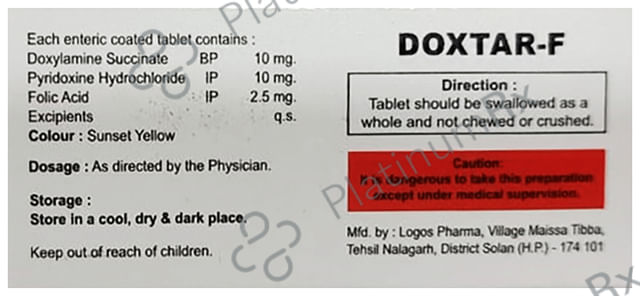 Each enteric coated tablet contains :
Doxylamine Succinate BP 10 mg.
Pyridoxine Hydrochloride IP 10 mg.
Folic Acid IP 2.5 mg.
Excipients q.s.
Colour : Sunset Yellow
Dosage : As directed by the Physician.
Storage :
Store in a cool, dry & dark place.
Keep out of reach of children.
DOXTAR-F
Direction :
Tablet should be swallowed as a
whole and not chewed or crushed.
Caution:
It is dangerous to take this preparation
except under medical supervision.
Mfd. by : Logos Pharma, Village Maissa Tibba,
Tehsil Nalagarh, District Solan (H.P.) - 174 101
PlatinumRx